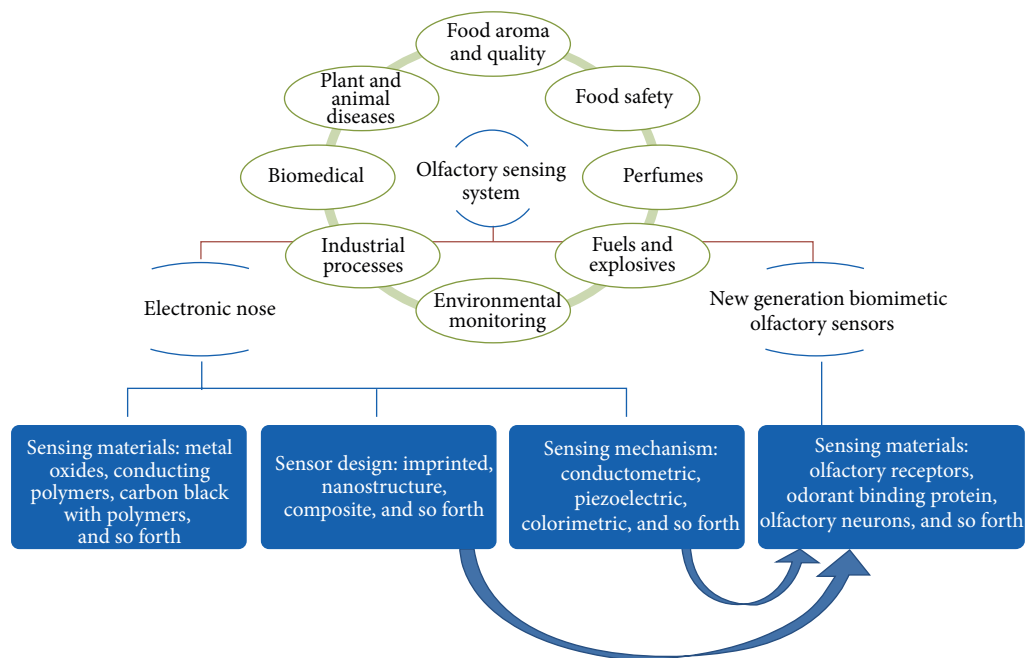 Food aroma
and quality
Plant and
animal
diseases
Food safety
Biomedical
Olfactory sensing
system
Perfumes
Industrial
processes
Fuels and
explosives
Environmental
monitoring
Electronic nose
New generation biomimetic
olfactory sensors
Sensing materials: metal
oxides, conducting
polymers, carbon black
with polymers,
and so forth
Sensor design: imprinted,
nanostructure,
composite, and so forth
Sensing mechanism:
conductometric,
piezoelectric,
colorimetric, and so forth
Sensing materials:
olfactory receptors,
odorant binding protein,
olfactory neurons, and so forth